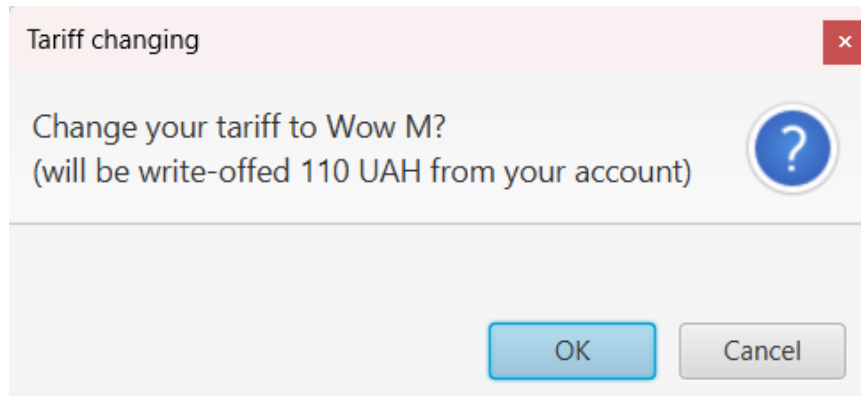 Tariff changing
Change your tariff to Wow M?
(will be write-offed 110 UAH from your account)
?
OK
Cancel